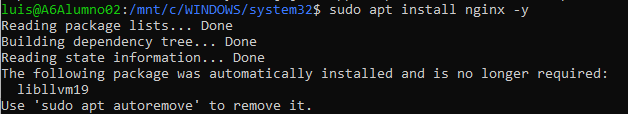 luis@A6Alumno02:/mnt/c/WINDOWS/system32$ sudo apt install nginx -y
Reading package lists... Done
Building dependency tree... Done
Reading state information... Done
The following package was automatically installed and is no longer required:
  libllvm19
Use 'sudo apt autoremove' to remove it.